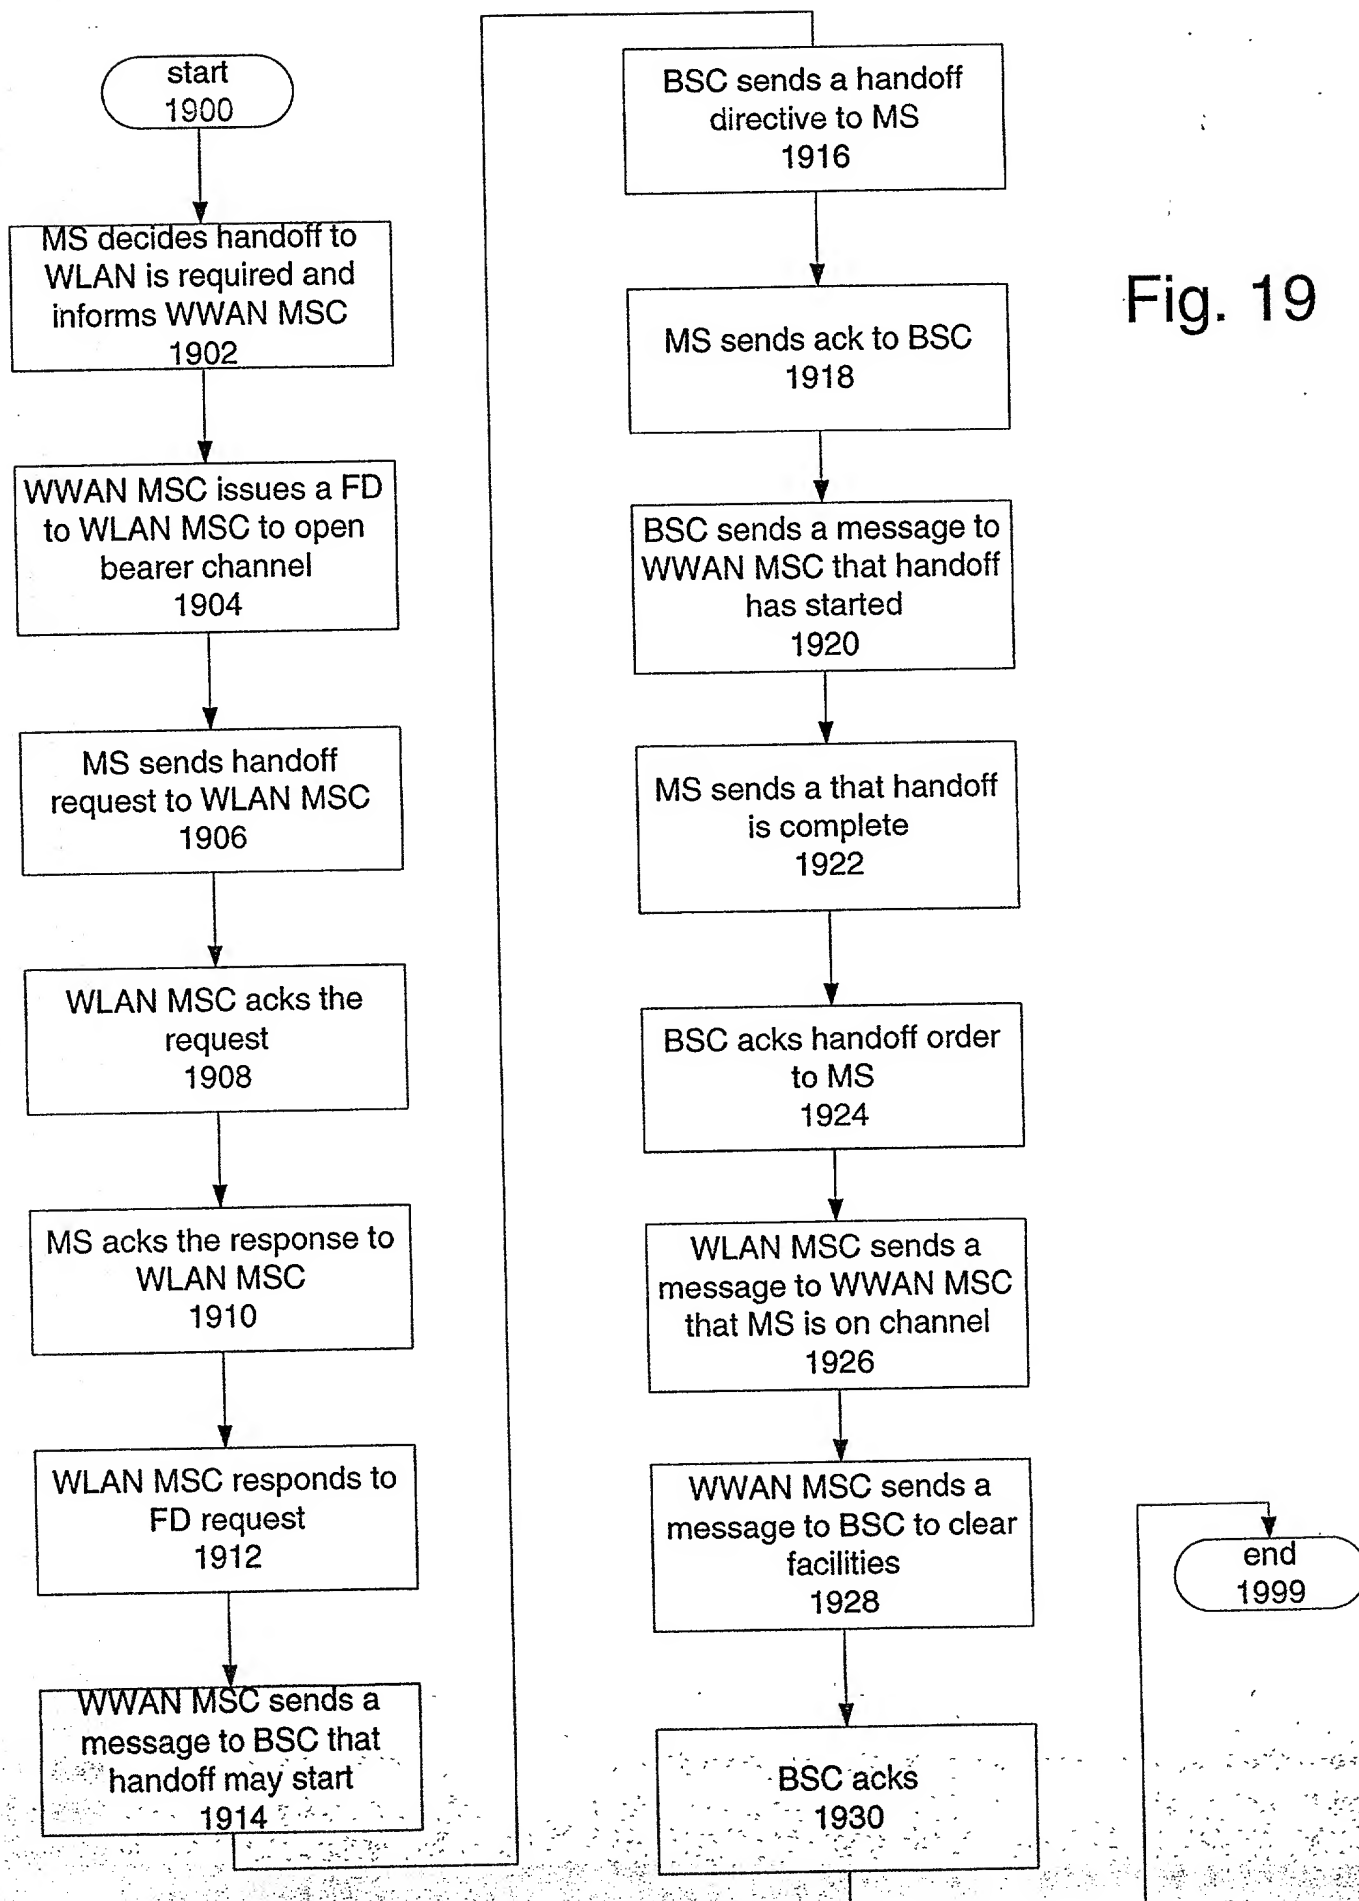 start
1900
MS decides handoff to
WLAN is required and
informs WWAN MSC
1902
WWAN MSC issues a FD
to WLAN MSC to open
bearer channel
1904
MS sends handoff
request to WLAN MSC
1906
WLAN MSC acks the
request
1908
MS acks the response to
WLAN MSC
1910
WLAN MSC responds to
FD request
1912
WWAN MSC sends a
message to BSC that
handoff may start
1914
BSC sends a handoff
directive to MS
1916
MS sends ack to BSC
1918
BSC sends a message to
WWAN MSC that handoff
has started
1920
MS sends a that handoff
is complete
1922
BSC acks handoff order
to MS
1924
WLAN MSC sends a
message to WWAN MSC
that MS is on channel
1926
WWAN MSC sends a
message to BSC to clear
facilities
1928
BSC acks
1930
Fig. 19
end
1999